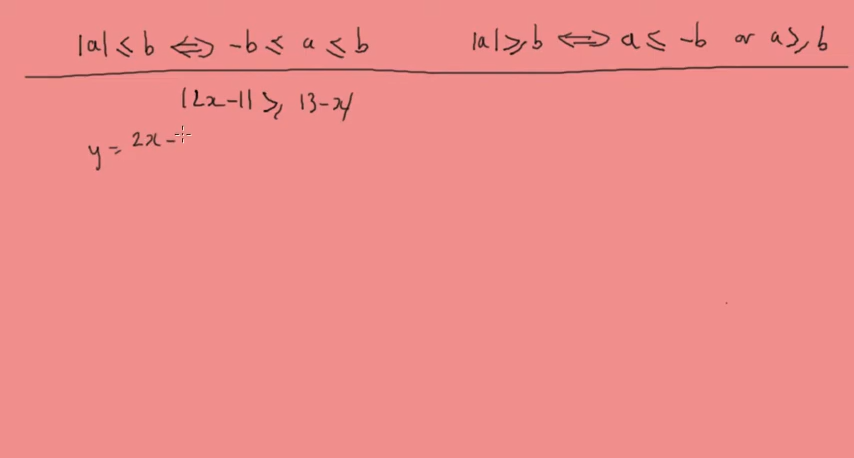 |a| ⩽ b ⟺ -b ⩽ a ⩽ b |a| ⩾ b ⟺ a ⩽ -b or a ⩾ b
|2x-1| ⩾ |3-x|
y = 2x -